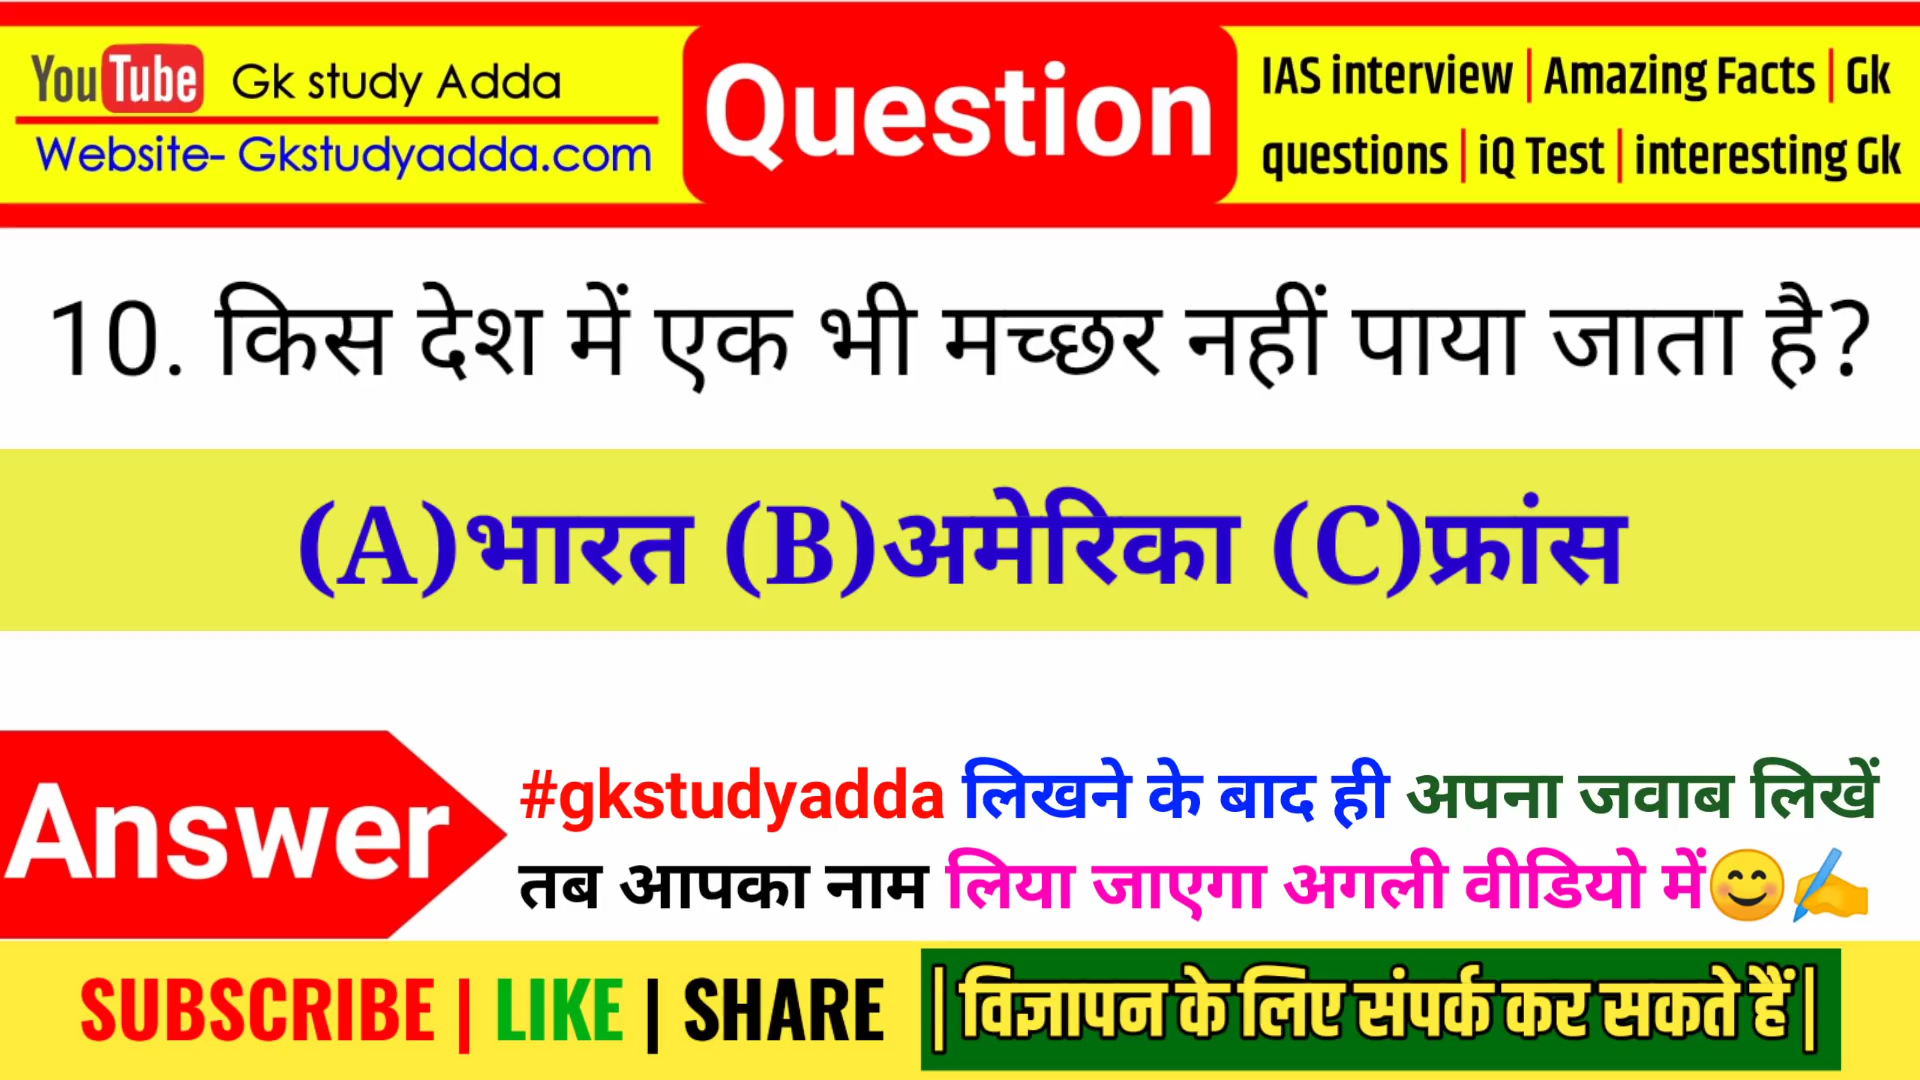 YouTube Gk study Adda
Website- Gkstudyadda.com
Question
IAS interview | Amazing Facts | Gk
questions | iQ Test | interesting Gk
10. किस देश में एक भी मच्छर नहीं पाया जाता है?
(A)भारत (B)अमेरिका (C)फ्रांस
Answer
#gkstudyadda लिखने के बाद ही अपना जवाब लिखें
तब आपका नाम लिया जाएगा अगली वीडियो में😊✍
SUBSCRIBE | LIKE | SHARE
|विज्ञापन के लिए संपर्क कर सकते हैं|